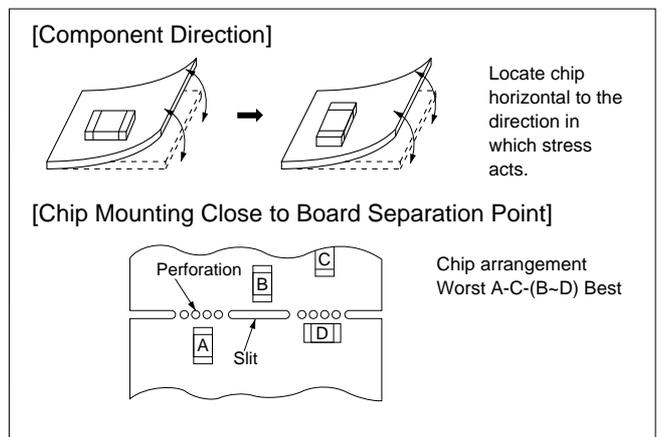 [Component Direction]
Locate chip
horizontal to the
direction in
which stress
acts.
[Chip Mounting Close to Board Separation Point]
Perforation
C
B
A
D
Slit
Chip arrangement
Worst A-C-(B~D) Best